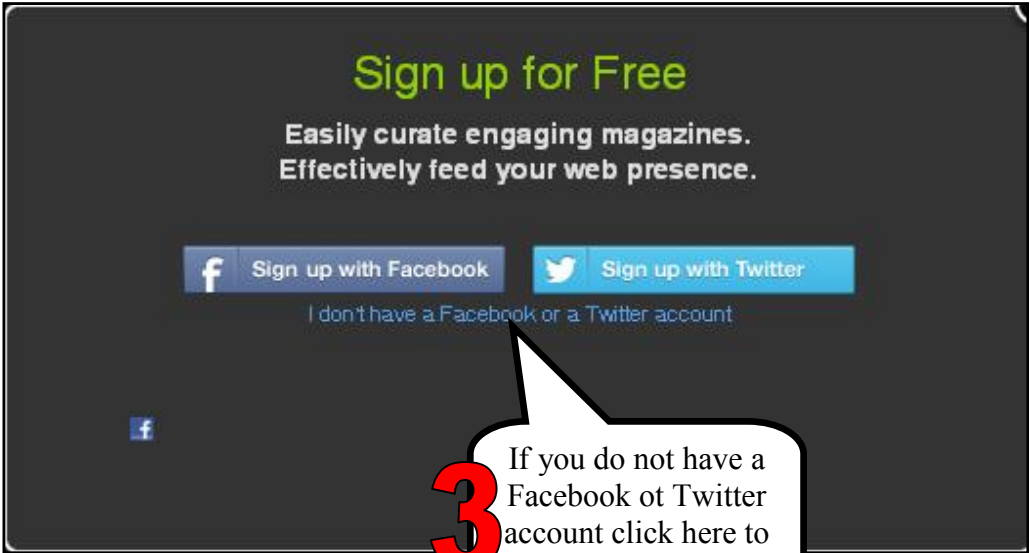 Sign up for Free
Easily curate engaging magazines.
Effectively feed your web presence.
f Sign up with Facebook
Sign up with Twitter
I don't have a Facebook or a Twitter account
f
3
If you do not have a
Facebook ot Twitter
account click here to